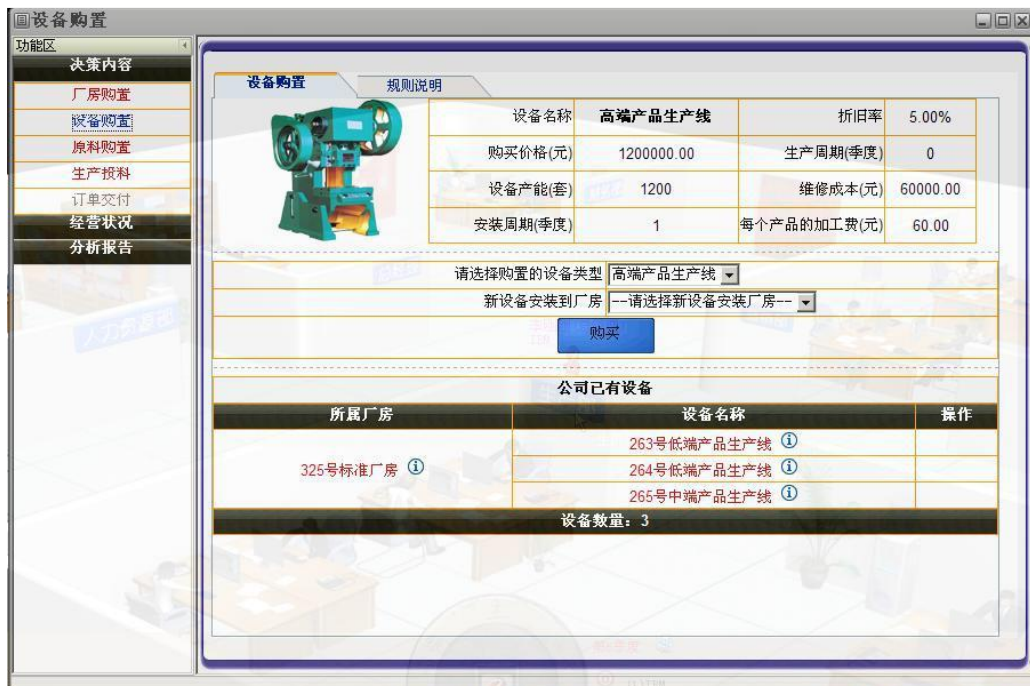 设备购置
功能区
决策内容
厂房购置
设备购置
原料购置
生产投料
订单交付
经营状况
分析报告
设备购置 规则说明
设备名称 高端产品生产线 折旧率 5.00%
购买价格(元) 1200000.00 生产周期(季度) 0
设备产能(套) 1200 维修成本(元) 60000.00
安装周期(季度) 1 每个产品的加工费(元) 60.00
请选择购置的设备类型 高端产品生产线
新设备安装到厂房 --请选择新设备安装厂房--
购买
公司已有设备
所属厂房 设备名称 操作
263号低端产品生产线
325号标准厂房 264号低端产品生产线
265号中端产品生产线
设备数量：3
人力资源部